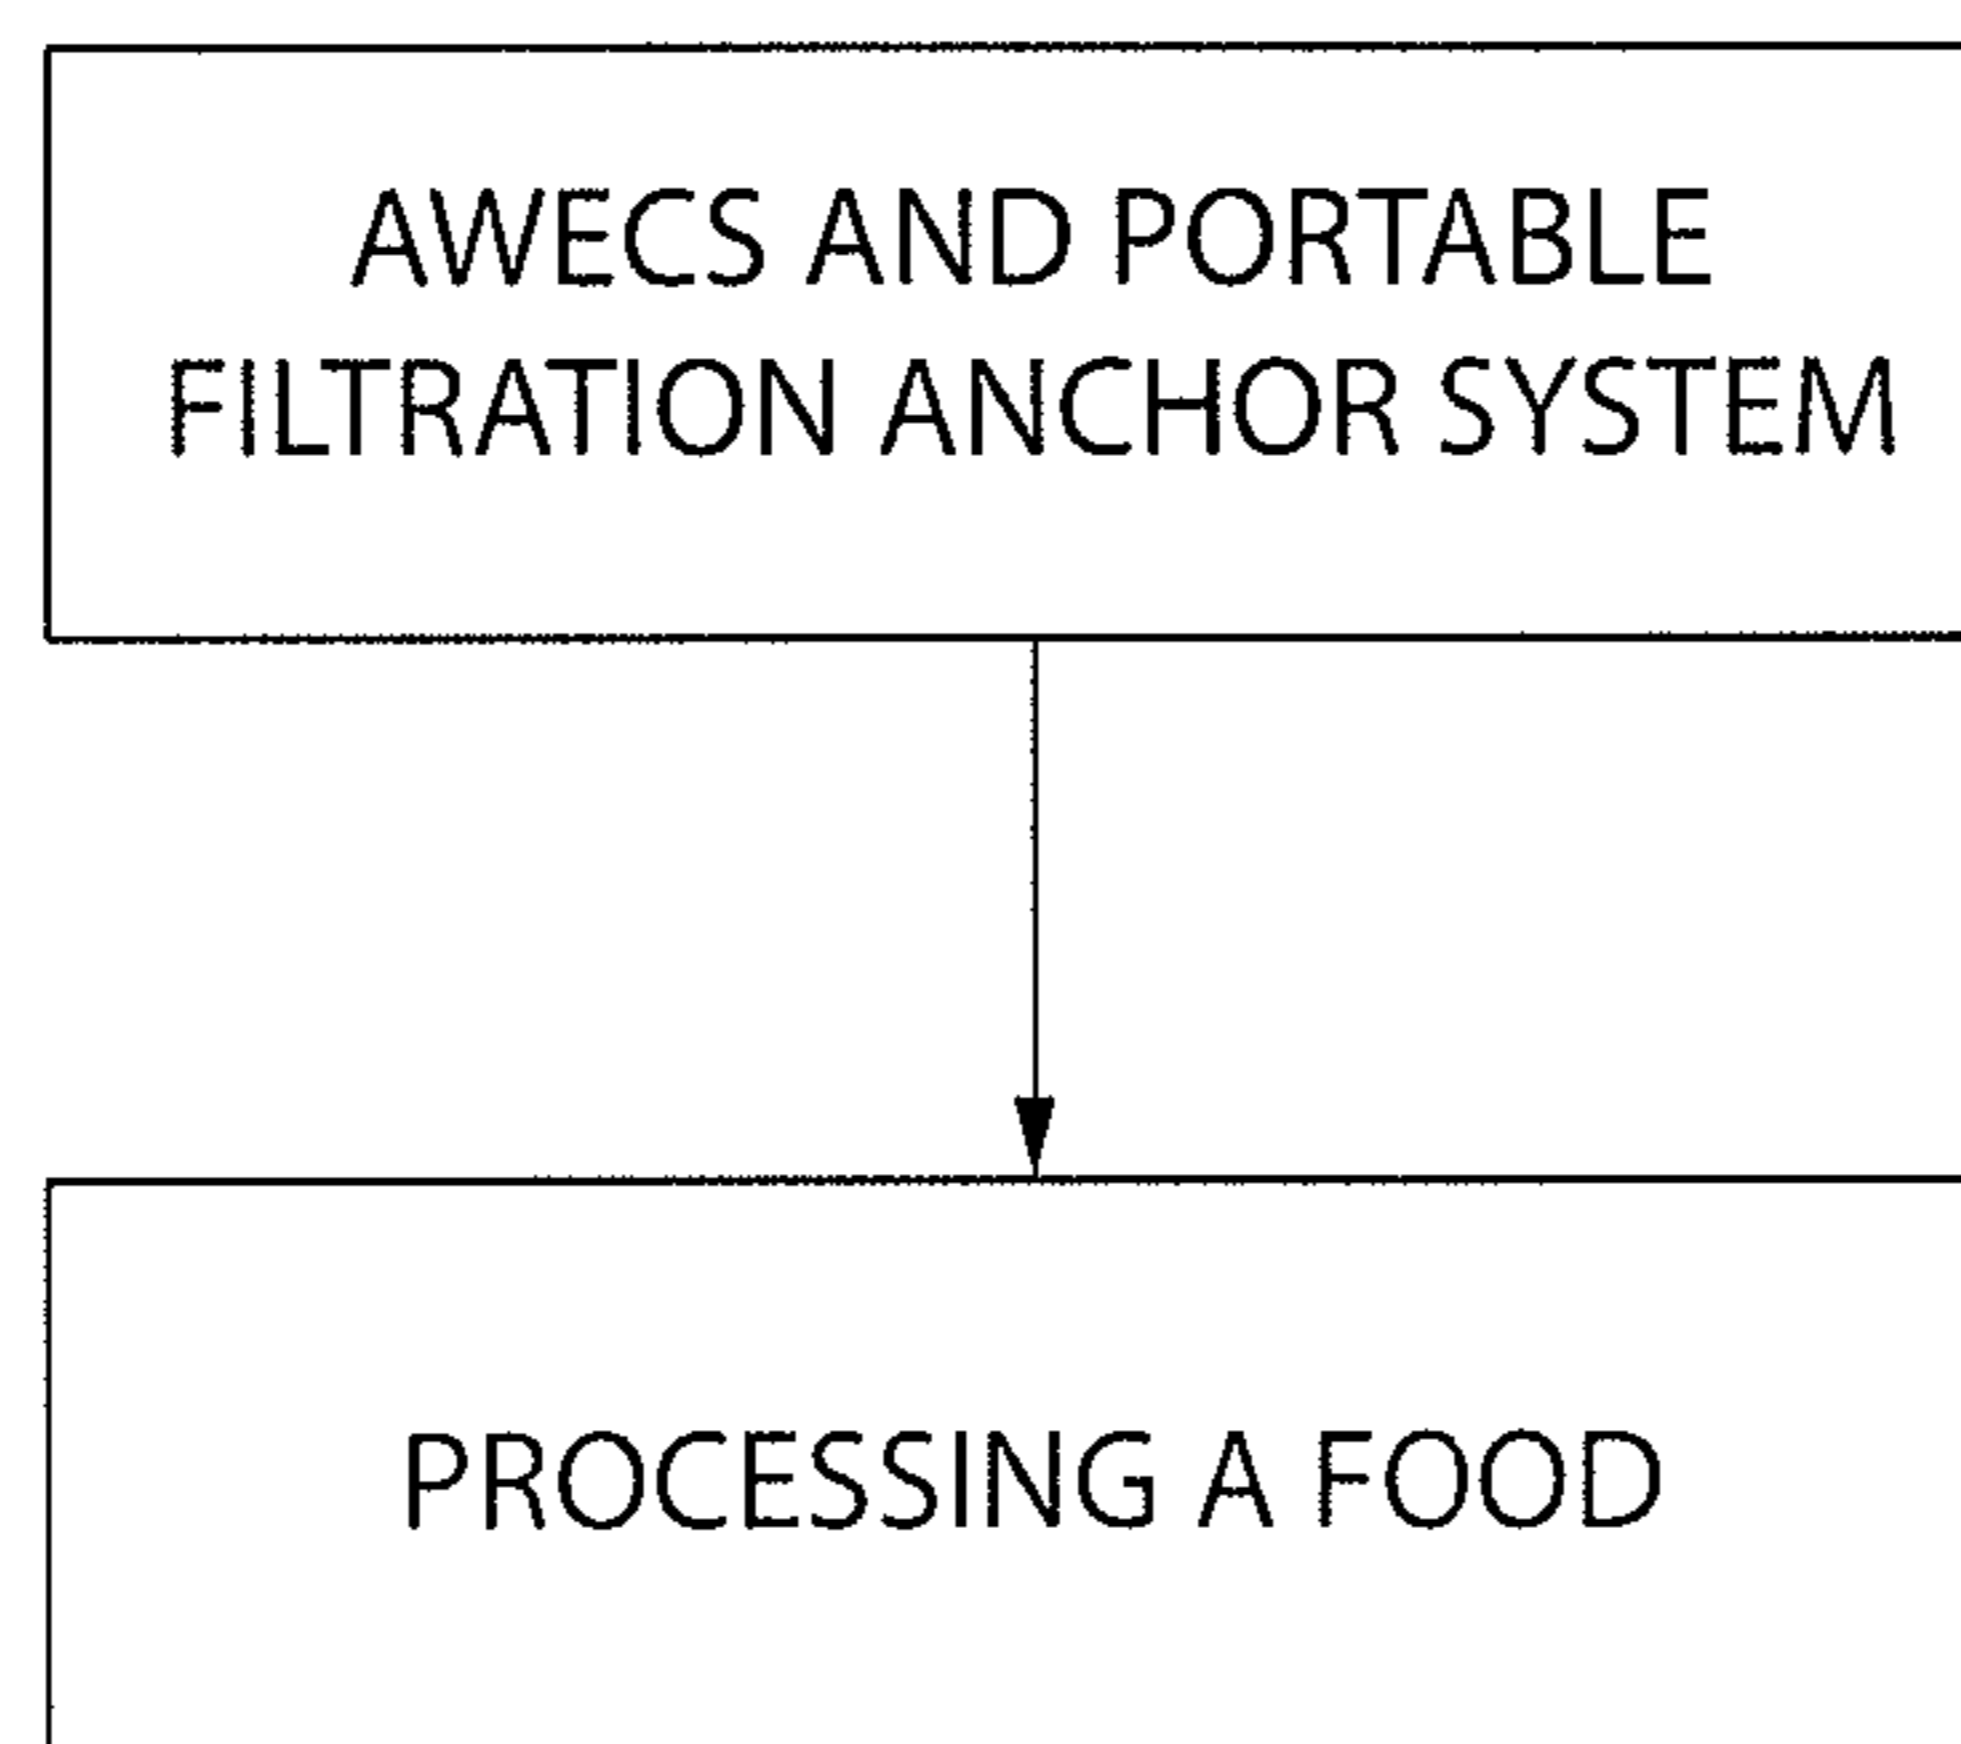 AWECS AND PORTABLE
FILTRATION ANCHOR SYSTEM
PROCESSING A FOOD